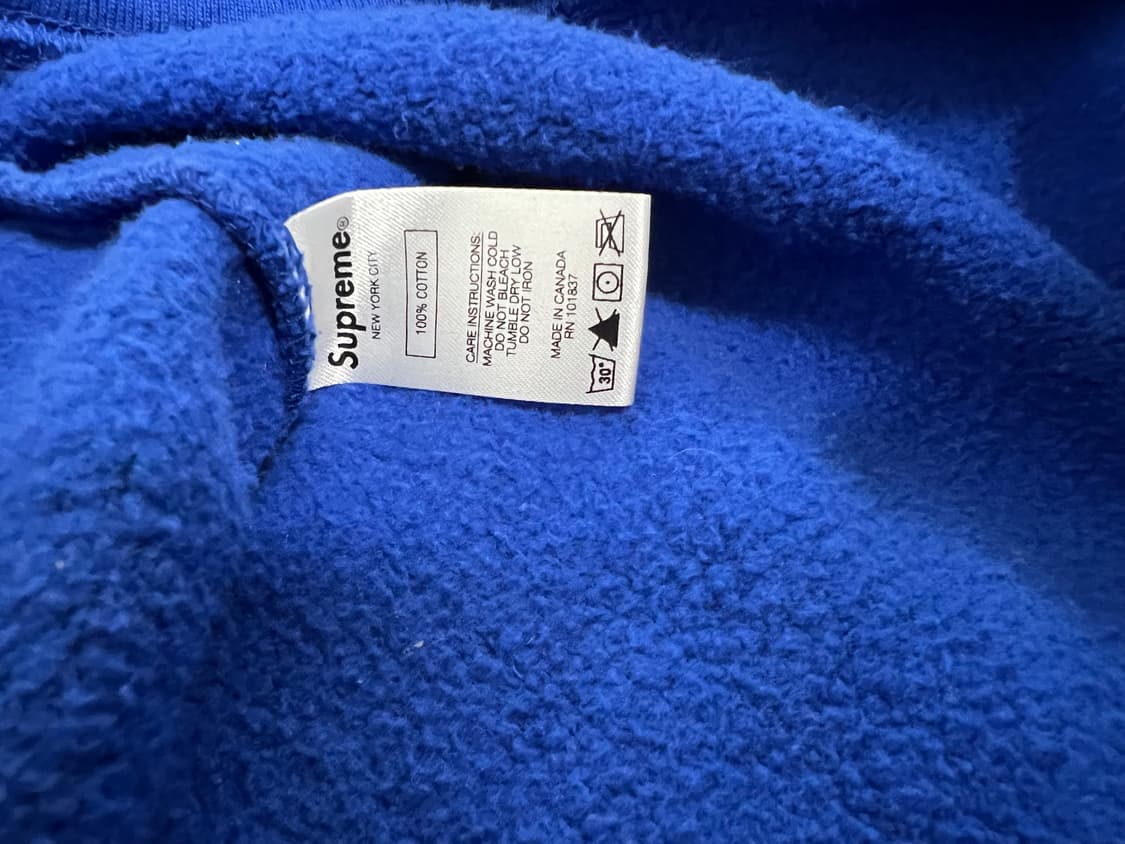 Supreme®
NEW YORK CITY
100% COTTON
CARE INSTRUCTIONS:
MACHINE WASH COLD
DO NOT BLEACH
TUMBLE DRY LOW
DO NOT IRON
MADE IN CANADA
RN 101837
30°